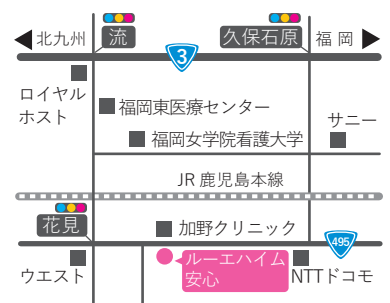 北九州
流
久保石原
福岡
3
ロイヤル
ホスト
福岡東医療センター
サニー
福岡女学院看護大学
JR 鹿児島本線
花見
加野クリニック
495
ルーエハイム
安心
ウエスト
NTTドコモ